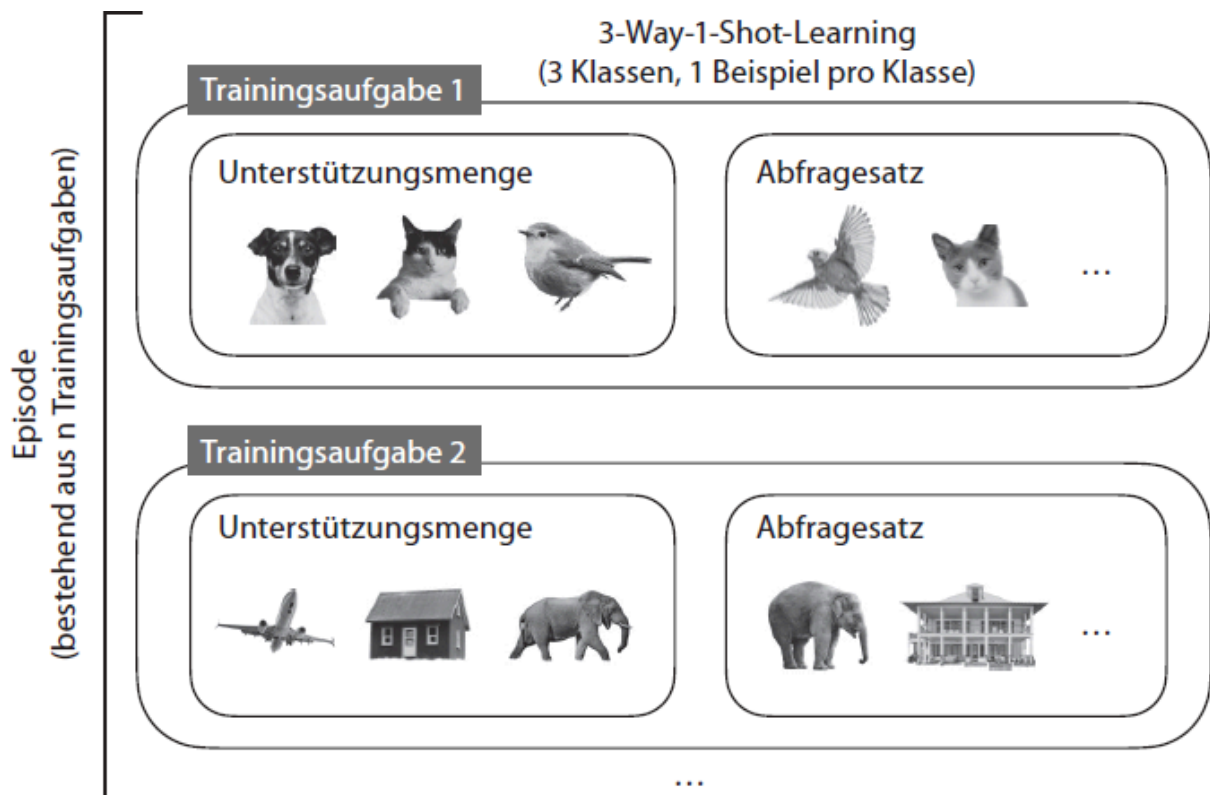 3-Way-1-Shot-Learning
(3 Klassen, 1 Beispiel pro Klasse)
Episode
(bestehend aus n Trainingsaufgaben)
Trainingsaufgabe 1
Unterstützungsmenge
Abfragesatz
...
Trainingsaufgabe 2
Unterstützungsmenge
Abfragesatz
...
...